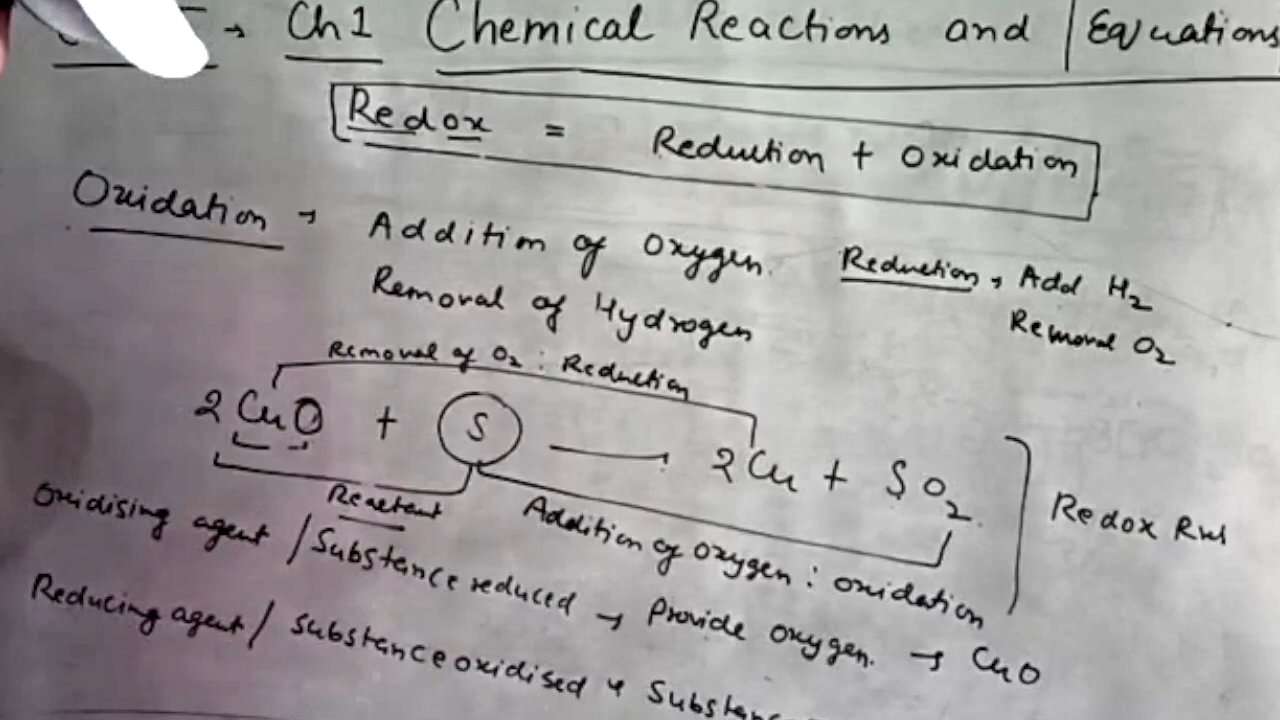 → Ch1 Chemical Reactions and Equations
Redox = Reduction + Oxidation
Oxidation → Addition of Oxygen.
Removal of Hydrogen
Reduction → Add H2
Removal O2
Removal of O2 : Reduction
2 CuO + S → 2Cu + SO2
Redox Rxn
Reactant
Addition of Oxygen : oxidation
Oxidising agent / Substance reduced → Provide oxygen. → CuO
Reducing agent / substance oxidised →